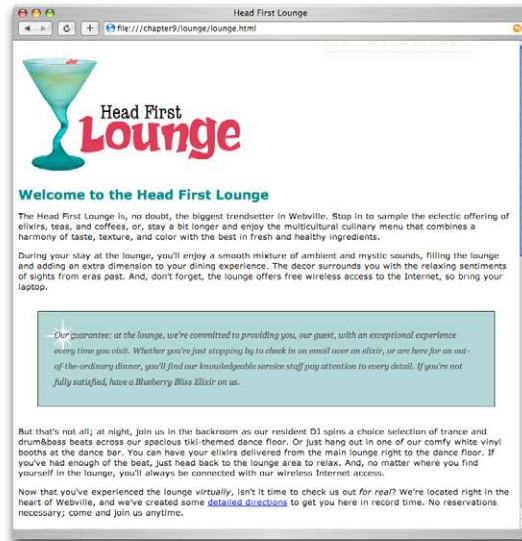 Head First Lounge
file:///chapter9/lounge/lounge.html
Head First
Lounge
Welcome to the Head First Lounge
The Head First Lounge is, no doubt, the biggest trendsetter in Webville. Stop in to sample the eclectic offering of
elixirs, teas, and coffees, or, stay a bit longer and enjoy the multicultural culinary menu that combines a
harmony of taste, texture, and color with the best in fresh and healthy ingredients.
During your stay at the lounge, you'll enjoy a smooth mixture of ambient and mystic sounds, filling the lounge
and adding an extra dimension to your dining experience. The decor surrounds you with the relaxing sentiments
of sights from eras past. And, don't forget, the lounge offers free wireless access to the Internet, so bring your
laptop.
Our guarantee: at the lounge, we're committed to providing you, our guest, with an exceptional experience
every time you visit. Whether you're just stopping by to check in on email over an elixir, or are here for an out-
of-the-ordinary dinner, you'll find our knowledgeable service staff pay attention to every detail. If you're not
fully satisfied, have a Blueberry Bliss Elixir on us.
But that's not all; at night, join us in the backroom as our resident DJ spins a choice selection of trance and
drum&bass beats across our spacious tiki-themed dance floor. Or just hang out in one of our comfy white vinyl
booths at the dance bar. You can have your elixirs delivered from the main lounge right to the dance floor. If
you've had enough of the beat, just head back to the lounge area to relax. And, no matter where you find
yourself in the lounge, you'll always be connected with our wireless Internet access.
Now that you've experienced the lounge virtually, isn't it time to check us out for real? We're located right in the
heart of Webville, and we've created some detailed directions to get you here in record time. No reservations
necessary; come and join us anytime.